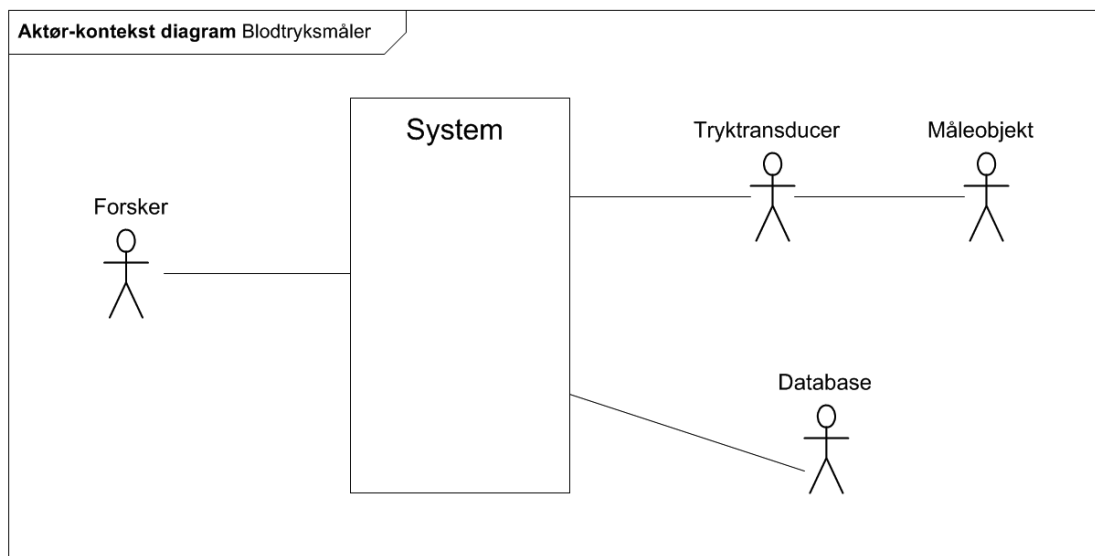 Aktør-kontekst diagram Blodtryksmåler
System
Tryktransducer
Måleobjekt
Forsker
Database